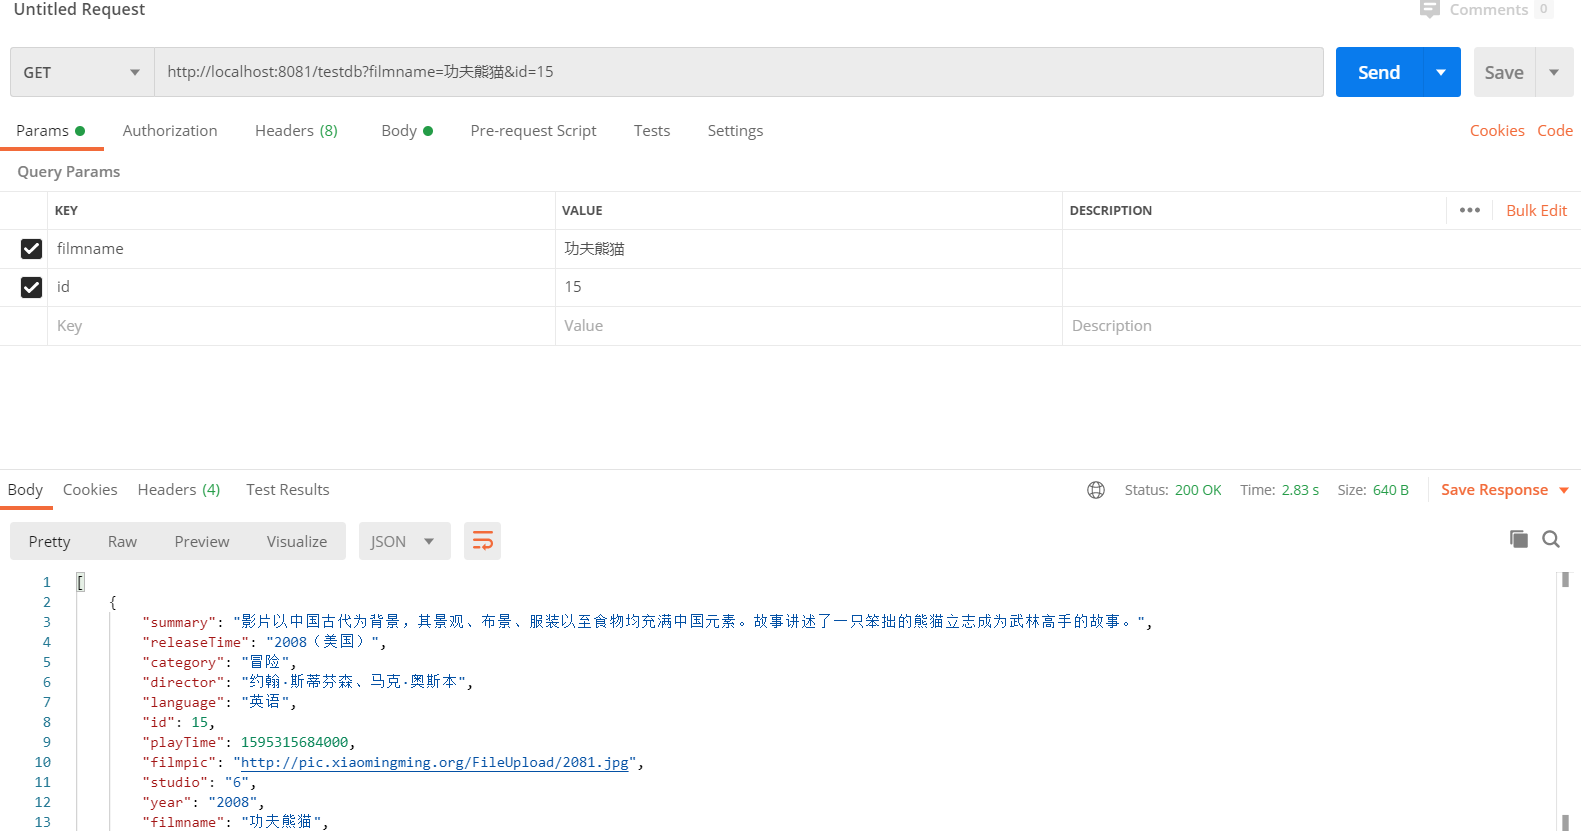 Untitled Request
Comments 0
GET http://localhost:8081/testdb?filmname=功夫熊猫&id=15 Send Save
Params Authorization Headers (8) Body Pre-request Script Tests Settings Cookies Code
Query Params
KEY VALUE DESCRIPTION ••• Bulk Edit
filmname 功夫熊猫
id 15
Key Value Description
Body Cookies Headers (4) Test Results Status: 200 OK Time: 2.83 s Size: 640 B Save Response
Pretty Raw Preview Visualize JSON
1 [
2 {
3 "summary": "影片以中国古代为背景，其景观、布景、服装以至食物均充满中国元素。故事讲述了一只笨拙的熊猫立志成为武林高手的故事。",
4 "releaseTime": "2008（美国）",
5 "category": "冒险",
6 "director": "约翰·斯蒂芬森、马克·奥斯本",
7 "language": "英语",
8 "id": 15,
9 "playTime": 1595315684000,
10 "filmpic": "http://pic.xiaomingming.org/FileUpload/2081.jpg",
11 "studio": "6",
12 "year": "2008",
13 "filmname": "功夫熊猫",